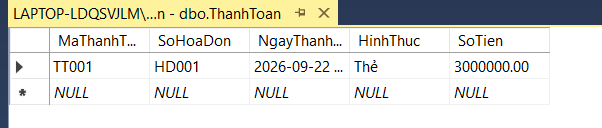 LAPTOP-LDQSVJLM\...n - dbo.ThanhToan
MaThanhT... SoHoaDon NgayThanh... HinhThuc SoTien
TT001 HD001 2026-09-22 ... Thẻ 3000000.00
NULL NULL NULL NULL NULL